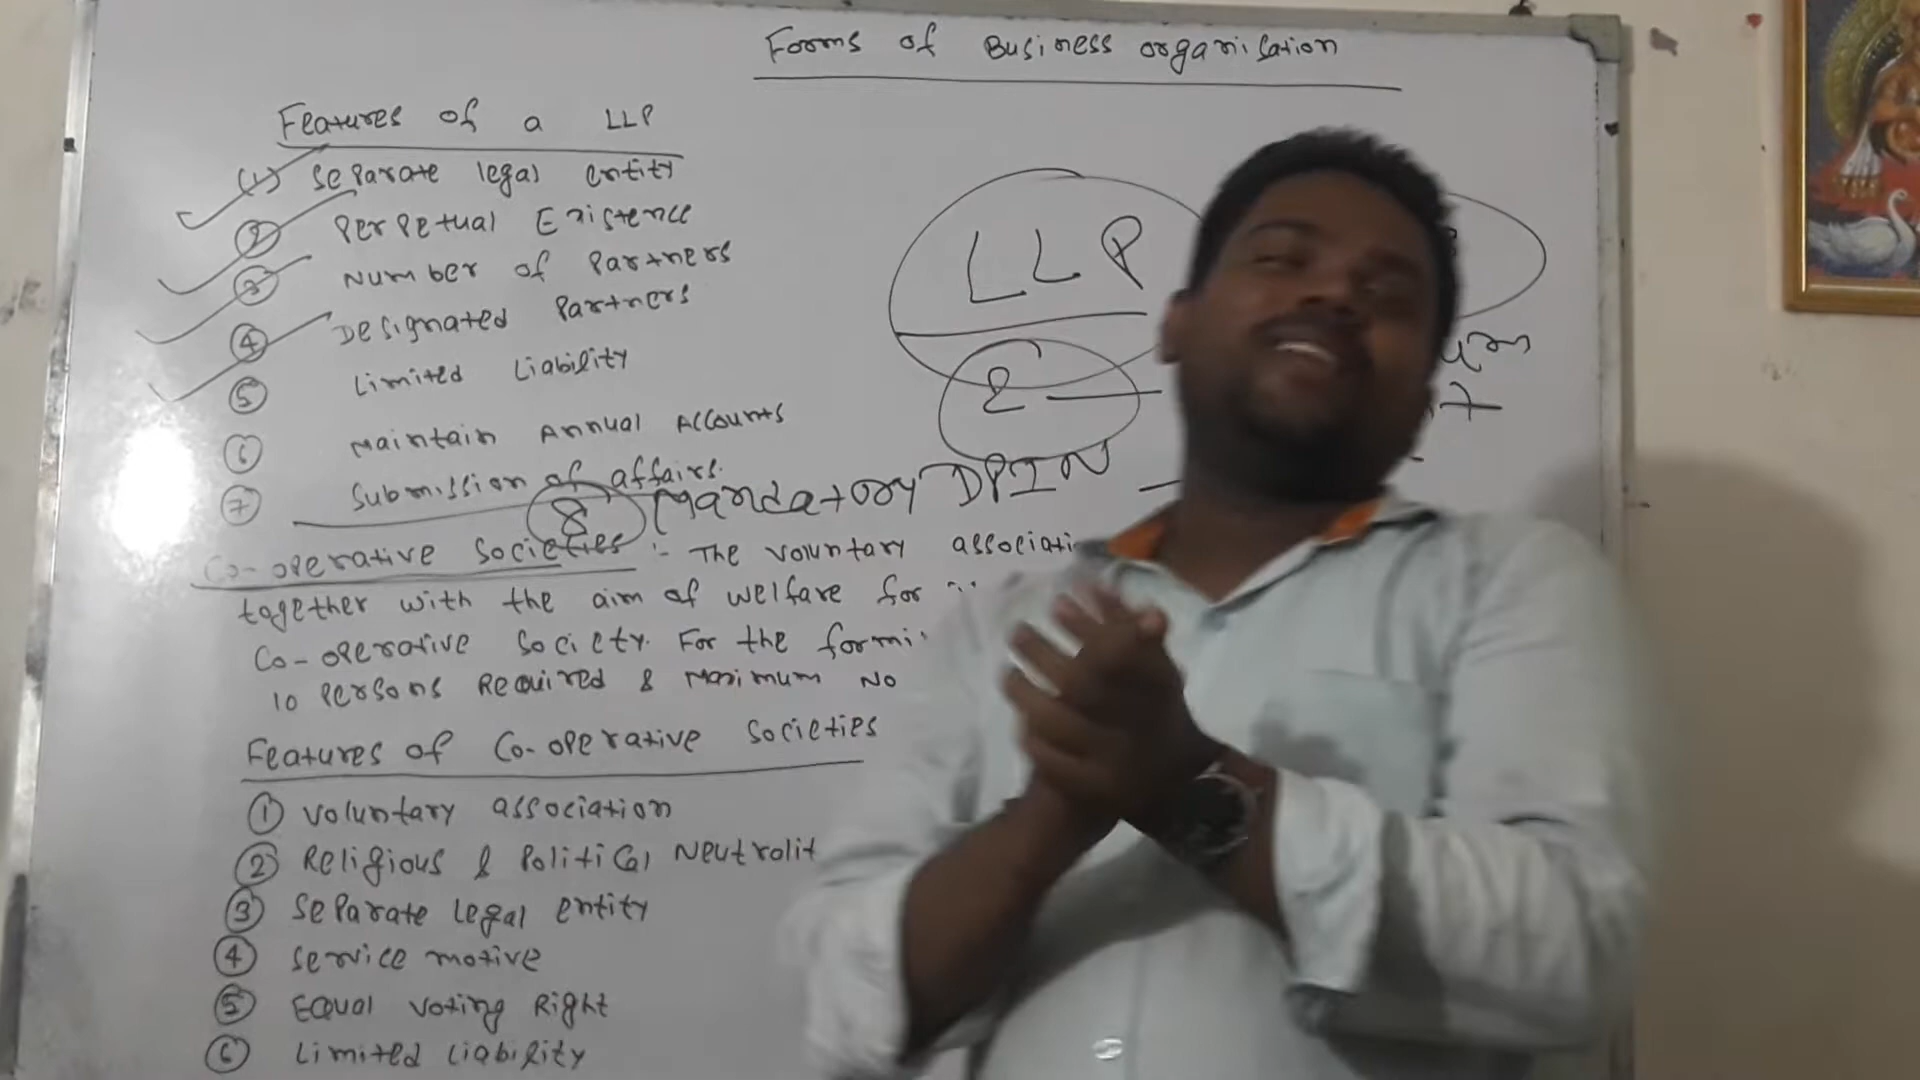 Forms of Business organisation
Features of a LLP
(1) Separate legal entity
② Perpetual Existence
③ Number of Partners
④ Designated Partners
⑤ Limited Liability
⑥ Maintain Annual Accounts
⑦ Submission of affairs.
⑧ Mandatory DPIN
LLP
2
Co-operative Societies :- The voluntary
together with the aim of welfare for
Co-operative Society. For the
10 Persons Required & Maximum No
Features of Co-operative Societies
① Voluntary association
② Religious & Political
③ Separate Legal entity
④ Service motive
⑤ Equal Voting Right
⑥ Limited Liability